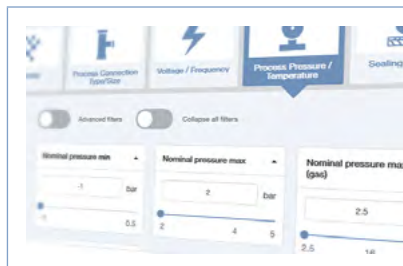 Process Connection
Type/Size
Voltage / Frequency
Process Pressure /
Temperature
Sealing
Advanced filters
Collapse all filters
Nominal pressure min
-1
bar
-1
0.5
Nominal pressure max
2
bar
2
4
5
Nominal pressure max
(gas)
2.5
2.5
16